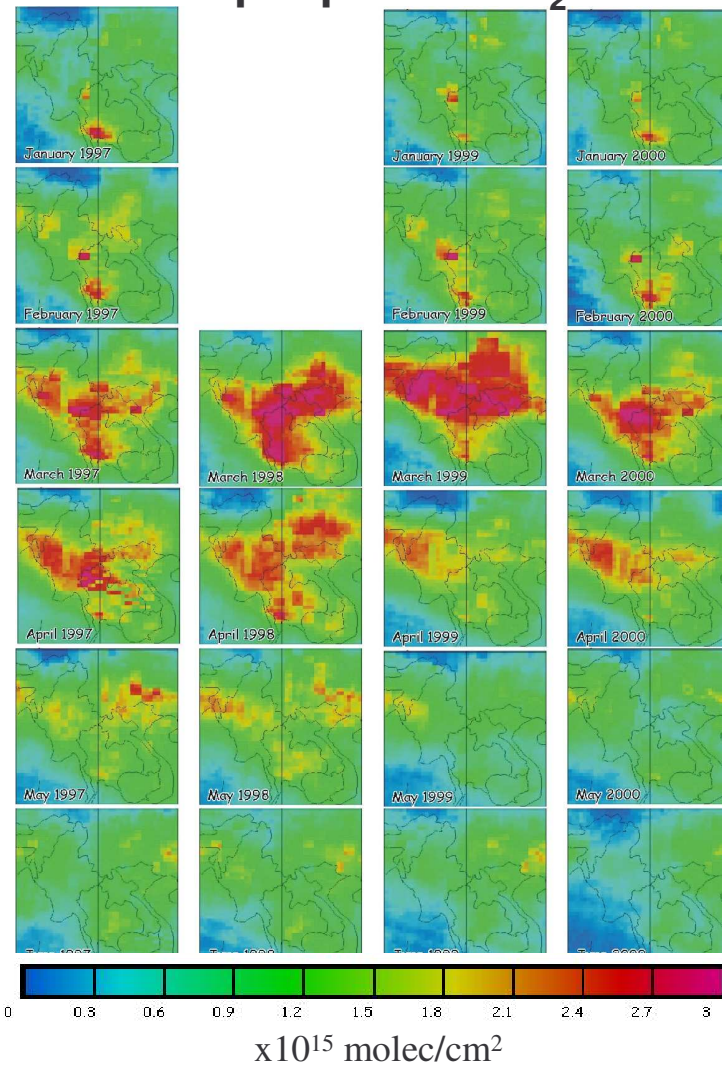 January 1997
January 1999
January 2000
February 1997
February 1999
February 2000
March 1997
March 1998
March 1999
March 2000
April 1997
April 1998
April 1999
April 2000
May 1997
May 1998
May 1999
May 2000
0 0.3 0.6 0.9 1.2 1.5 1.8 2.1 2.4 2.7 3
x10¹⁵ molec/cm²